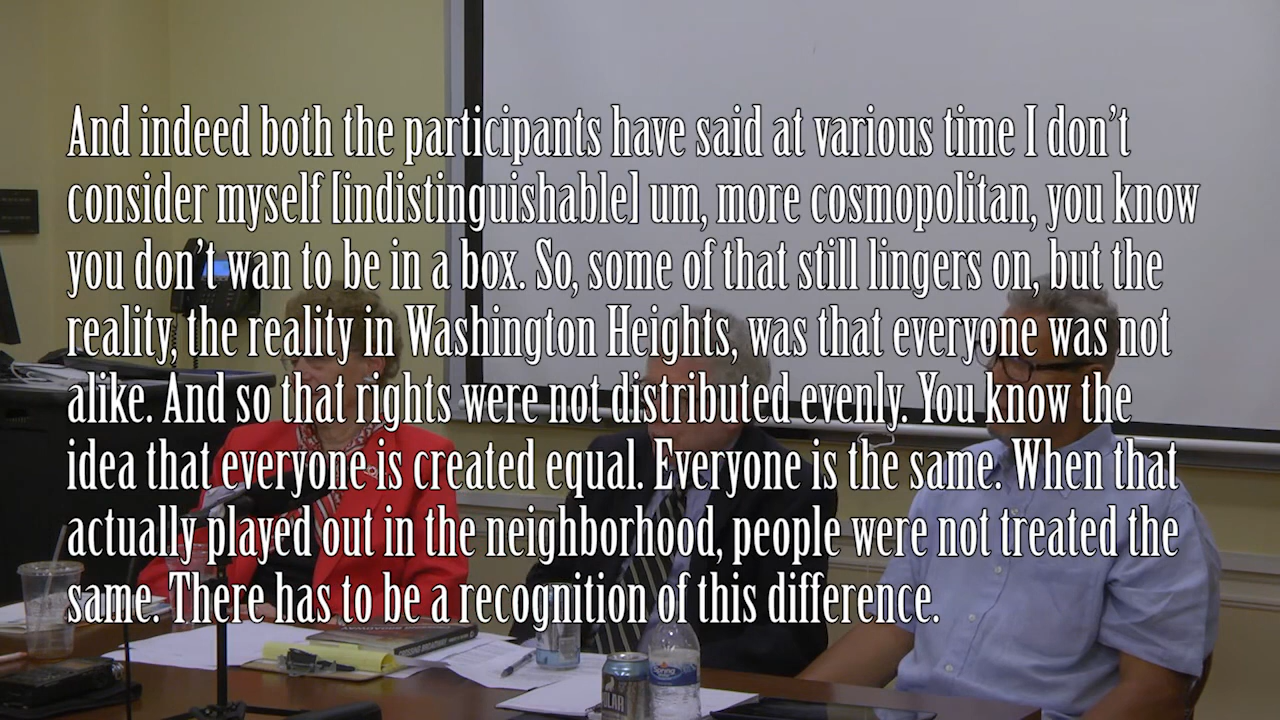 And indeed both the participants have said at various time I don't
consider myself [indistinguishable] um, more cosmopolitan, you know
you don't wan to be in a box. So, some of that still lingers on, but the
reality, the reality in Washington Heights, was that everyone was not
alike. And so that rights were not distributed evenly. You know the
idea that everyone is created equal. Everyone is the same. When that
actually played out in the neighborhood, people were not treated the
same. There has to be a recognition of this difference.